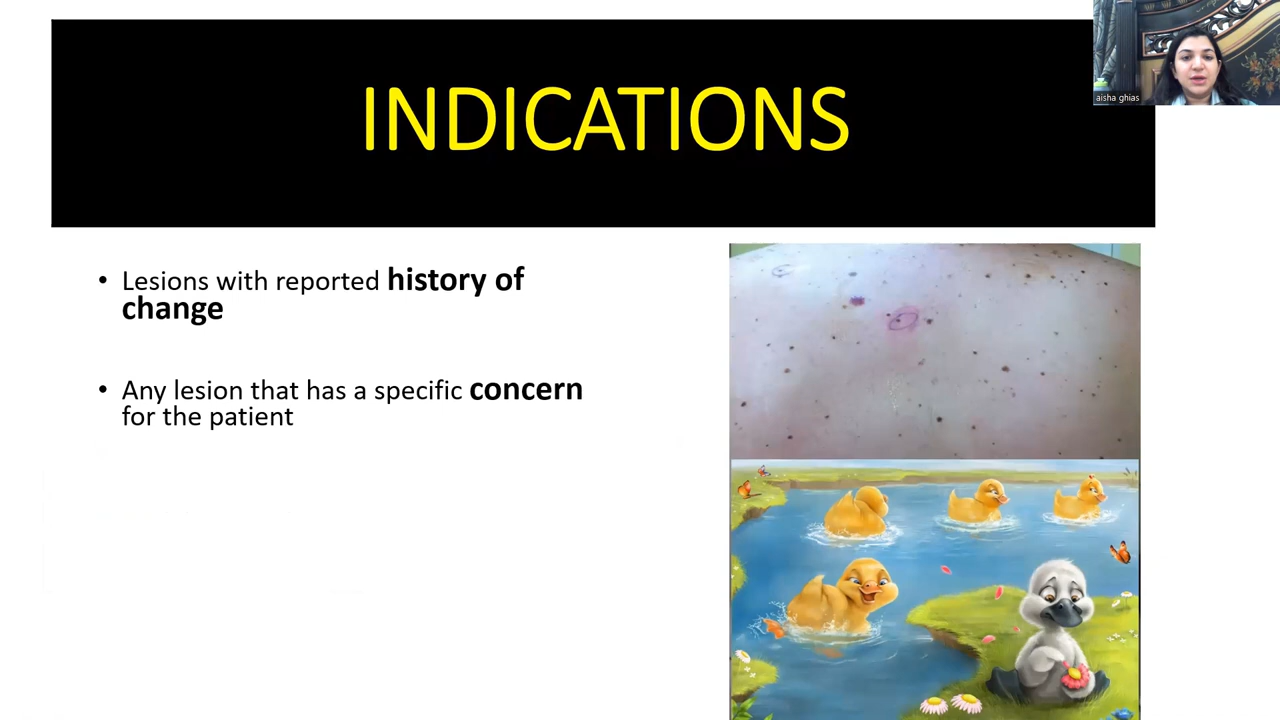 INDICATIONS
aisha ghias
• Lesions with reported history of
change
• Any lesion that has a specific concern
for the patient